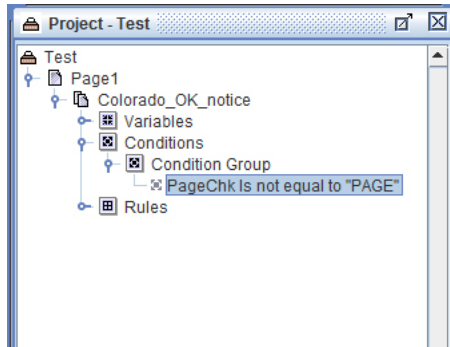 Project - Test
Test
Page1
Colorado_OK_notice
Variables
Conditions
Condition Group
PageChk Is not equal to "PAGE"
Rules